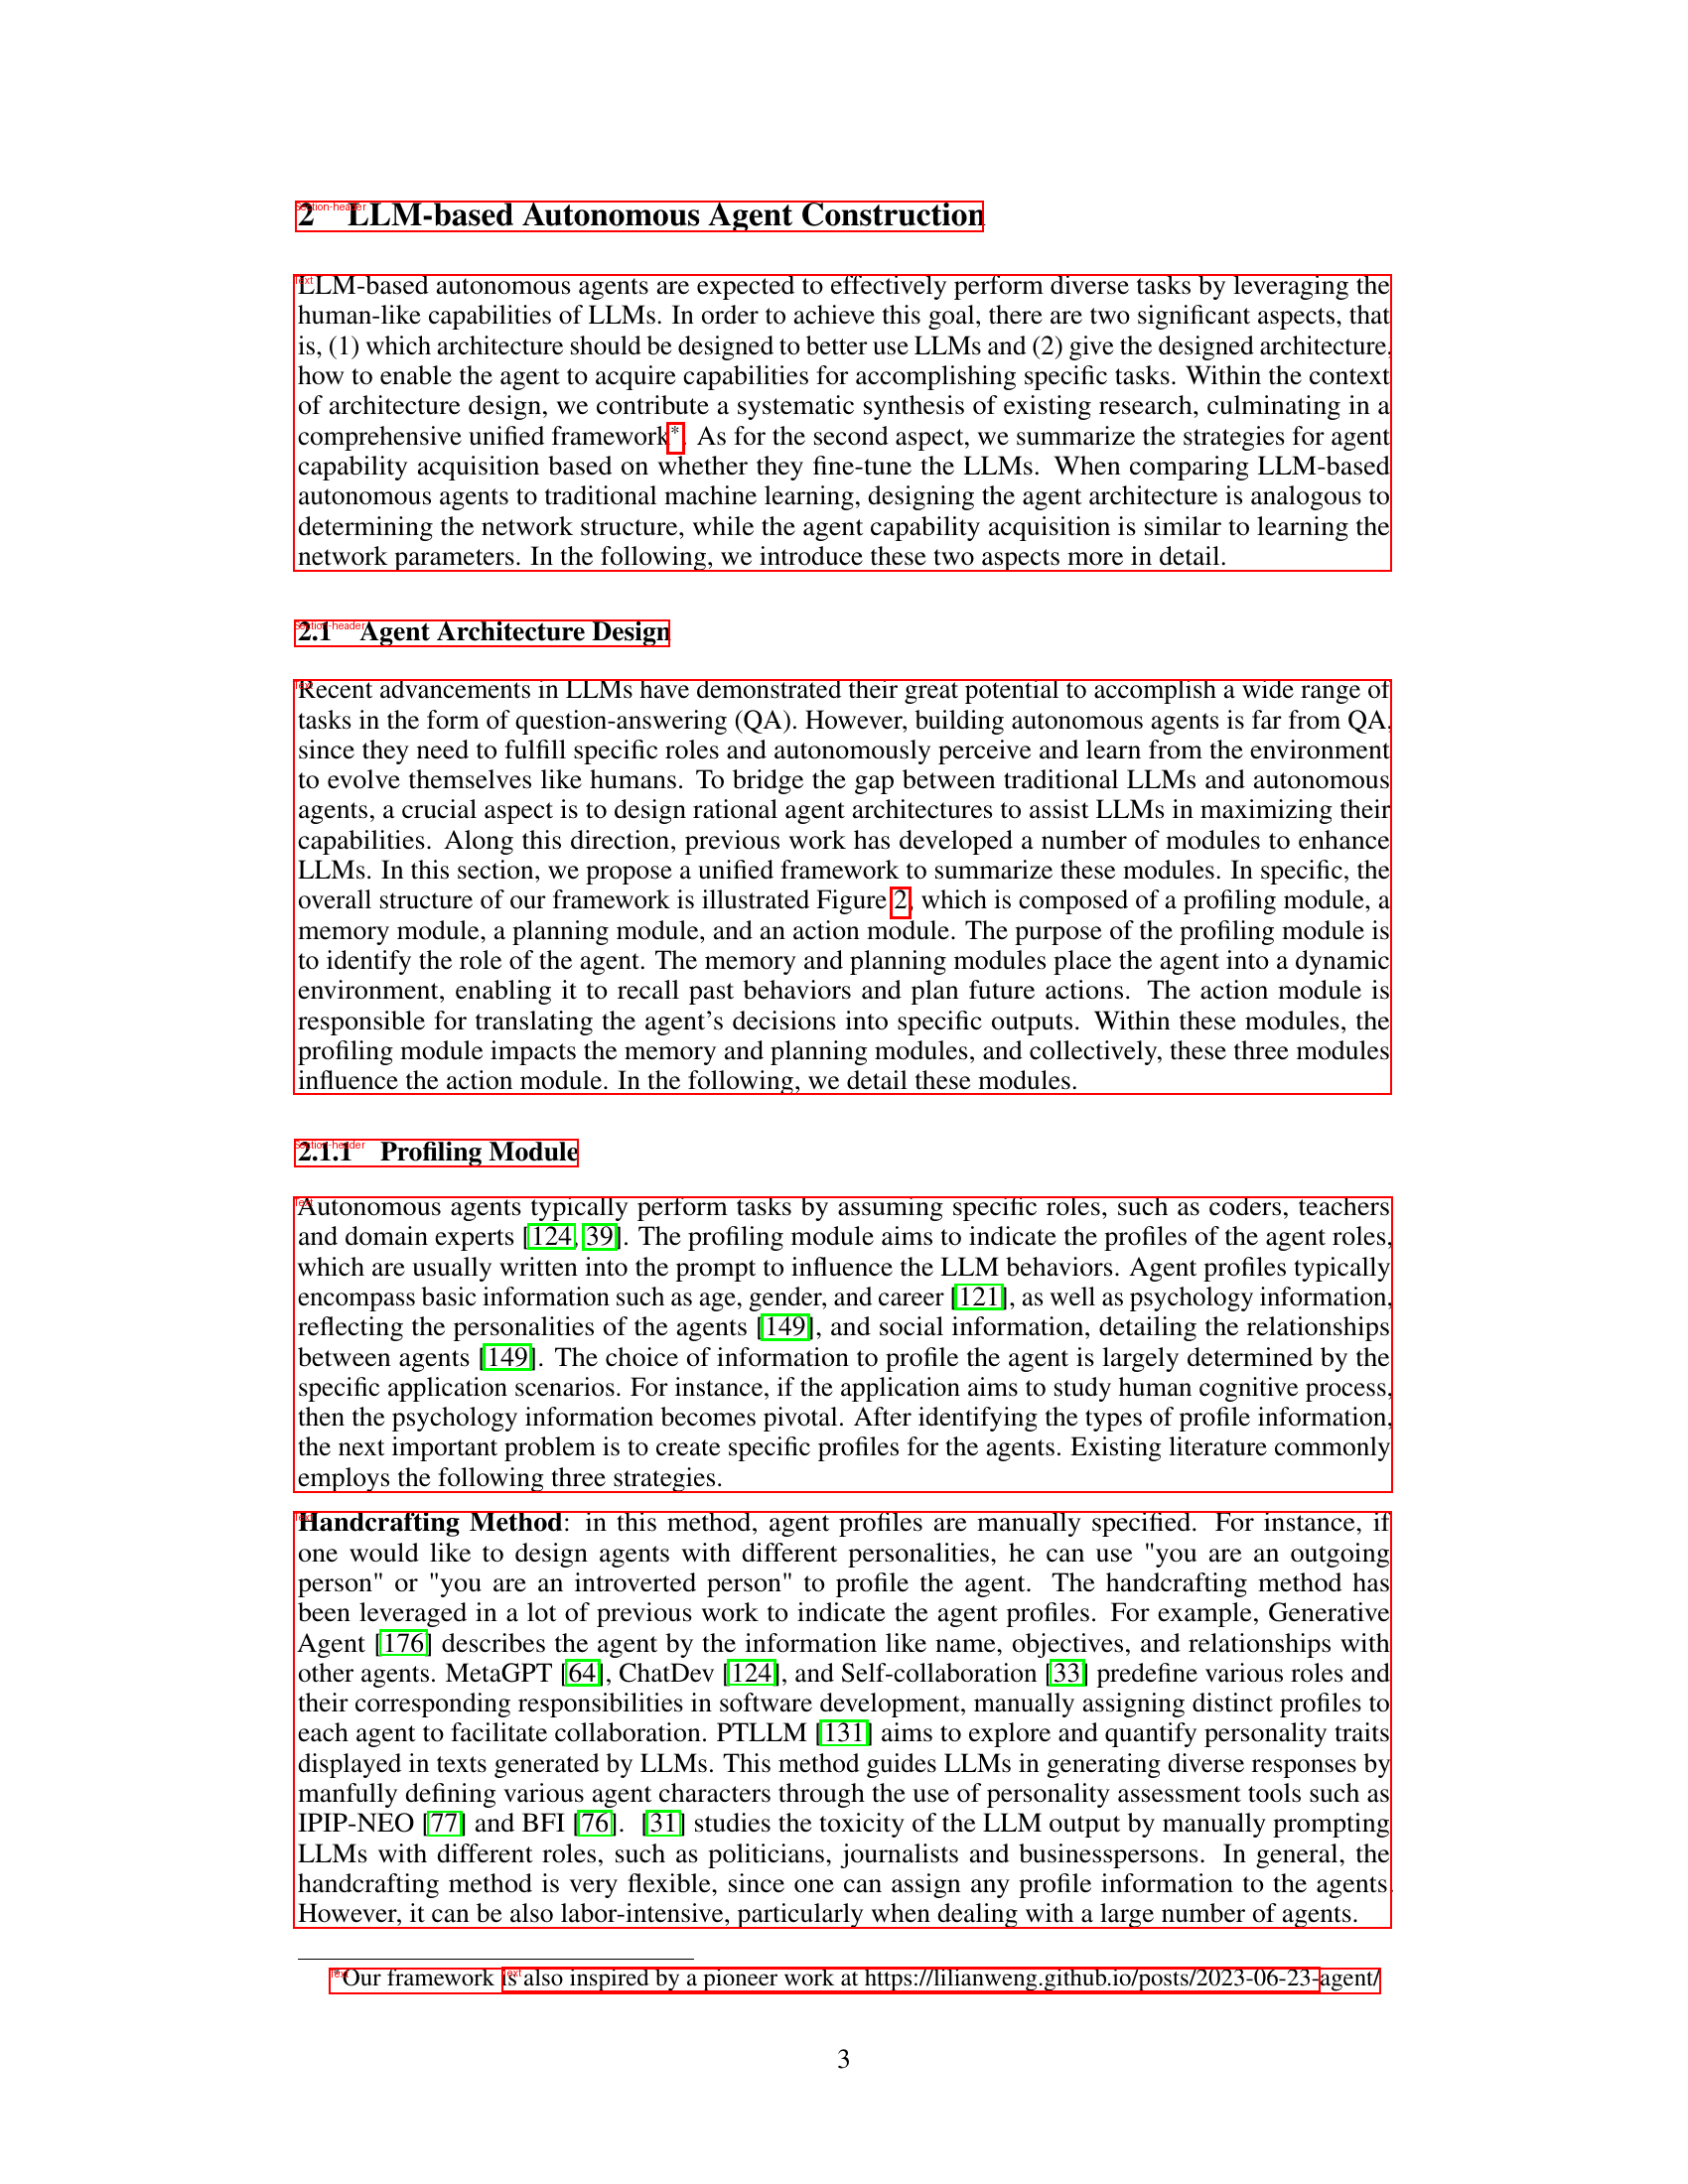 2 LLM-based Autonomous Agent Construction
LLM-based autonomous agents are expected to effectively perform diverse tasks by leveraging the
human-like capabilities of LLMs. In order to achieve this goal, there are two significant aspects, that
is, (1) which architecture should be designed to better use LLMs and (2) give the designed architecture,
how to enable the agent to acquire capabilities for accomplishing specific tasks. Within the context
of architecture design, we contribute a systematic synthesis of existing research, culminating in a
comprehensive unified framework*. As for the second aspect, we summarize the strategies for agent
capability acquisition based on whether they fine-tune the LLMs. When comparing LLM-based
autonomous agents to traditional machine learning, designing the agent architecture is analogous to
determining the network structure, while the agent capability acquisition is similar to learning the
network parameters. In the following, we introduce these two aspects more in detail.
2.1 Agent Architecture Design
Recent advancements in LLMs have demonstrated their great potential to accomplish a wide range of
tasks in the form of question-answering (QA). However, building autonomous agents is far from QA,
since they need to fulfill specific roles and autonomously perceive and learn from the environment
to evolve themselves like humans. To bridge the gap between traditional LLMs and autonomous
agents, a crucial aspect is to design rational agent architectures to assist LLMs in maximizing their
capabilities. Along this direction, previous work has developed a number of modules to enhance
LLMs. In this section, we propose a unified framework to summarize these modules. In specific, the
overall structure of our framework is illustrated Figure 2, which is composed of a profiling module, a
memory module, a planning module, and an action module. The purpose of the profiling module is
to identify the role of the agent. The memory and planning modules place the agent into a dynamic
environment, enabling it to recall past behaviors and plan future actions. The action module is
responsible for translating the agent's decisions into specific outputs. Within these modules, the
profiling module impacts the memory and planning modules, and collectively, these three modules
influence the action module. In the following, we detail these modules.
2.1.1 Profiling Module
Autonomous agents typically perform tasks by assuming specific roles, such as coders, teachers
and domain experts [124, 39]. The profiling module aims to indicate the profiles of the agent roles,
which are usually written into the prompt to influence the LLM behaviors. Agent profiles typically
encompass basic information such as age, gender, and career [121], as well as psychology information,
reflecting the personalities of the agents [149], and social information, detailing the relationships
between agents [149]. The choice of information to profile the agent is largely determined by the
specific application scenarios. For instance, if the application aims to study human cognitive process,
then the psychology information becomes pivotal. After identifying the types of profile information,
the next important problem is to create specific profiles for the agents. Existing literature commonly
employs the following three strategies.
Handcrafting Method: in this method, agent profiles are manually specified. For instance, if
one would like to design agents with different personalities, he can use "you are an outgoing
person" or "you are an introverted person" to profile the agent. The handcrafting method has
been leveraged in a lot of previous work to indicate the agent profiles. For example, Generative
Agent [176] describes the agent by the information like name, objectives, and relationships with
other agents. MetaGPT [64], ChatDev [124], and Self-collaboration [33] predefine various roles and
their corresponding responsibilities in software development, manually assigning distinct profiles to
each agent to facilitate collaboration. PTLLM [131] aims to explore and quantify personality traits
displayed in texts generated by LLMs. This method guides LLMs in generating diverse responses by
manfully defining various agent characters through the use of personality assessment tools such as
IPIP-NEO [77] and BFI [76]. [31] studies the toxicity of the LLM output by manually prompting
LLMs with different roles, such as politicians, journalists and businesspersons. In general, the
handcrafting method is very flexible, since one can assign any profile information to the agents.
However, it can be also labor-intensive, particularly when dealing with a large number of agents.
*Our framework is also inspired by a pioneer work at https://lilianweng.github.io/posts/2023-06-23-agent/
3